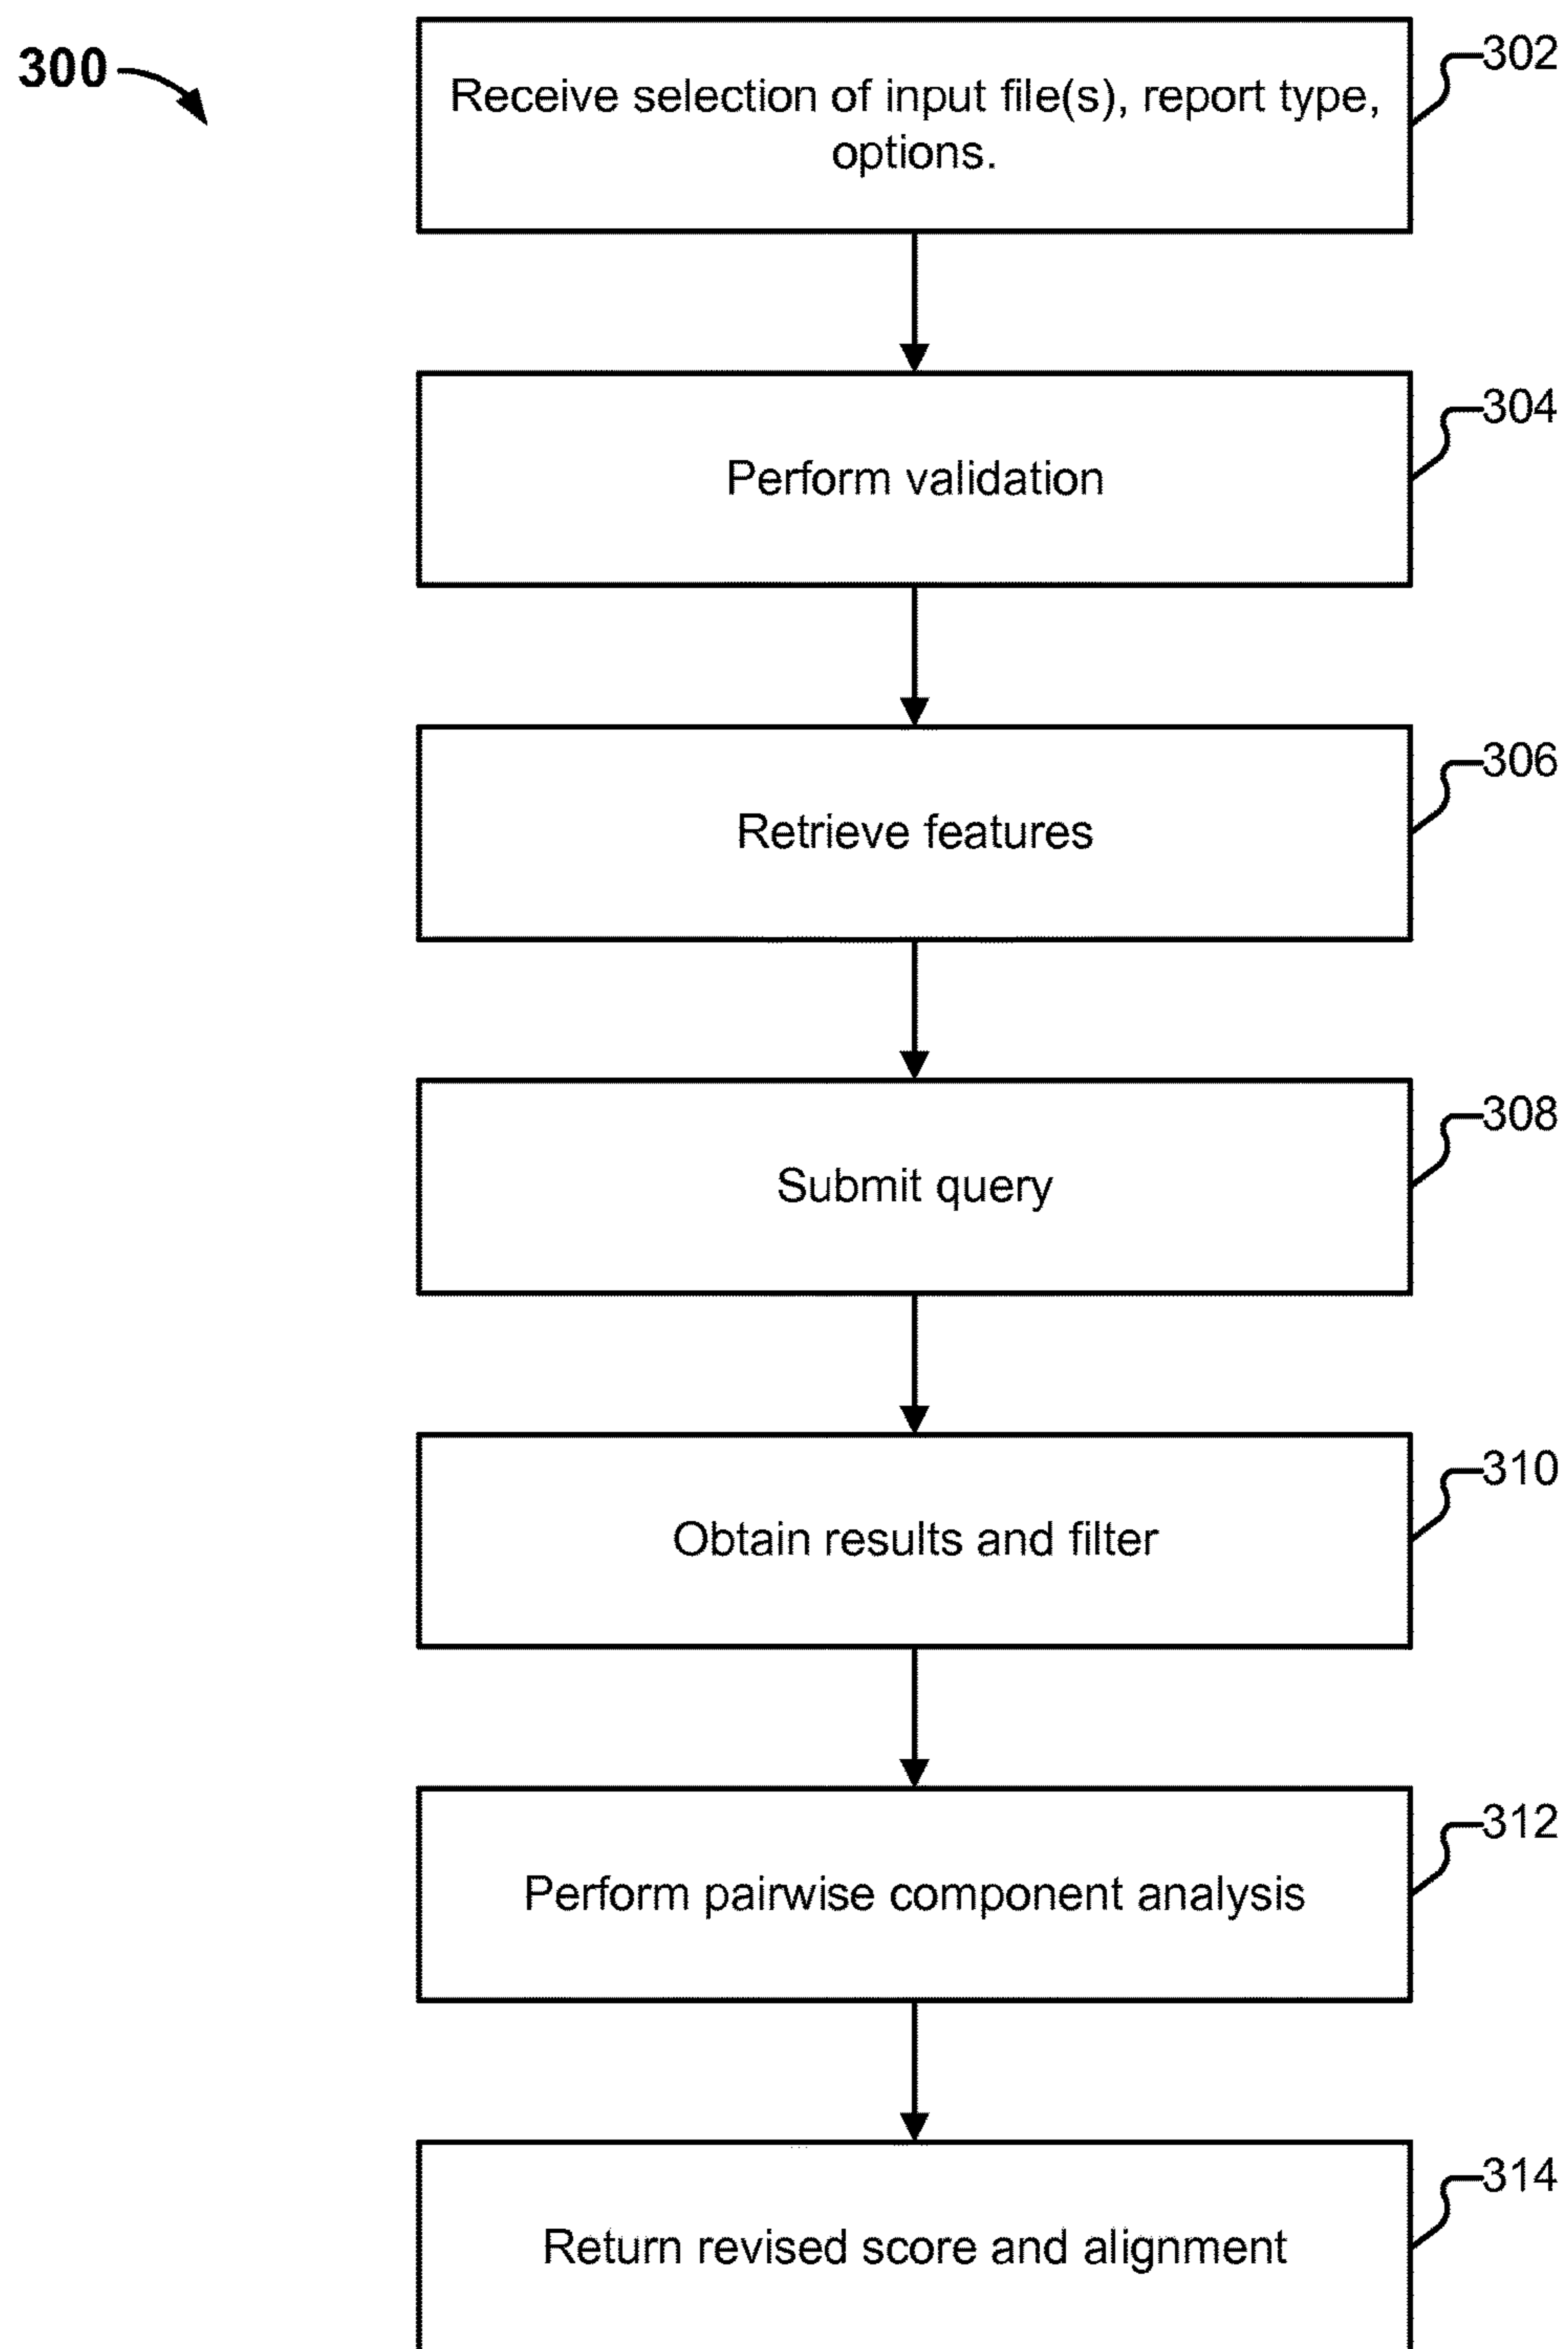 300
302
Receive selection of input file(s), report type,
options.
304
Perform validation
306
Retrieve features
308
Submit query
310
Obtain results and filter
312
Perform pairwise component analysis
314
Return revised score and alignment